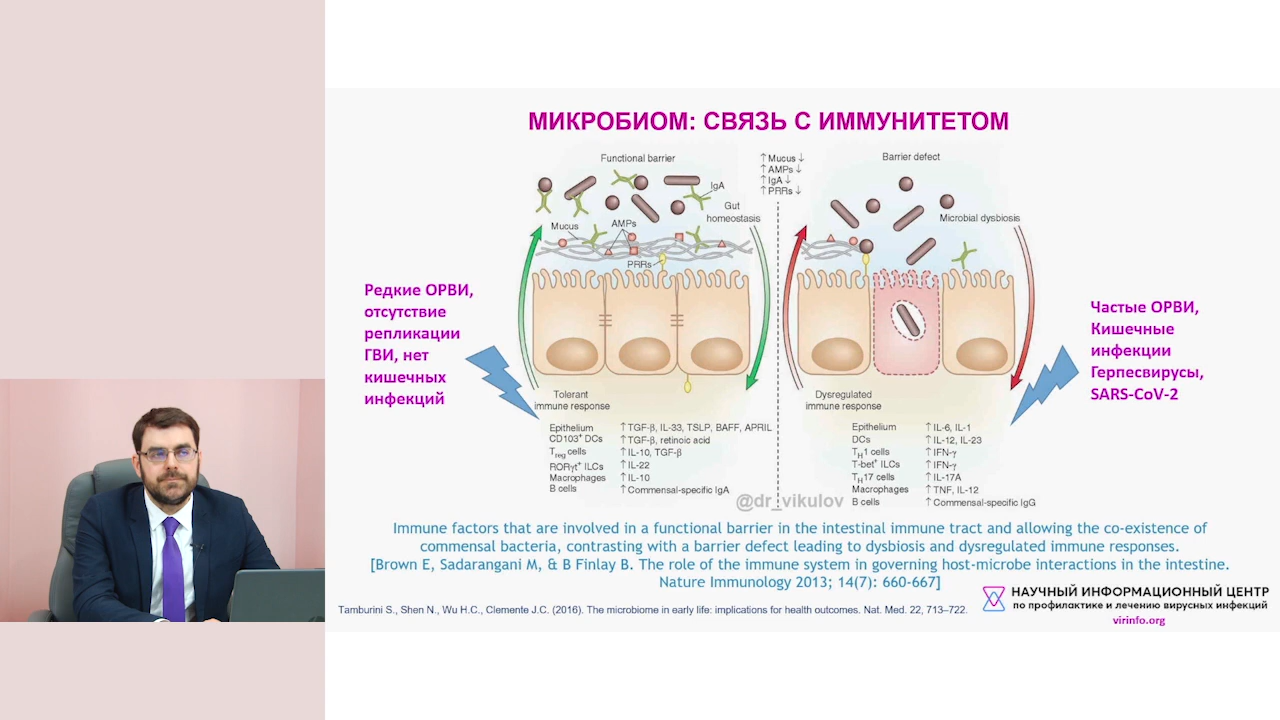 МИКРОБИОМ: СВЯЗЬ С ИММУНИТЕТОМ
Functional barrier
IgA
Gut
homeostasis
Mucus
AMPs
PRRs
↑Mucus↓
↑AMPs↓
↑IgA↓
↑PRRs↓
Barrier defect
Microbial dysbiosis
Редкие ОРВИ,
отсутствие
репликации
ГВИ, нет
кишечных
инфекций
Частые ОРВИ,
Кишечные
инфекции
Герпесвирусы,
SARS-CoV-2
Tolerant
immune response
Epithelium ↑TGF-β, IL-33, TSLP, BAFF, APRIL
CD103+ DCs ↑TGF-β, retinoic acid
Treg cells ↑IL-10, TGF-β
RORγt+ ILCs ↑IL-22
Macrophages ↑IL-10
B cells ↑Commensal-specific IgA
Dysregulated
immune response
Epithelium ↑IL-6, IL-1
DCs ↑IL-12, IL-23
TH1 cells ↑IFN-γ
T-bet+ ILCs ↑IFN-γ
TH17 cells ↑IL-17A
Macrophages ↑TNF, IL-12
B cells ↑Commensal-specific IgG
@dr_vikulov
Immune factors that are involved in a functional barrier in the intestinal immune tract and allowing the co-existence of
commensal bacteria, contrasting with a barrier defect leading to dysbiosis and dysregulated immune responses.
[Brown E, Sadarangani M, & B Finlay B. The role of the immune system in governing host-microbe interactions in the intestine.
Nature Immunology 2013; 14(7): 660-667]
Tamburini S., Shen N., Wu H.C., Clemente J.C. (2016). The microbiome in early life: implications for health outcomes. Nat. Med. 22, 713–722.
НАУЧНЫЙ ИНФОРМАЦИОННЫЙ ЦЕНТР
по профилактике и лечению вирусных инфекций
virinfo.org